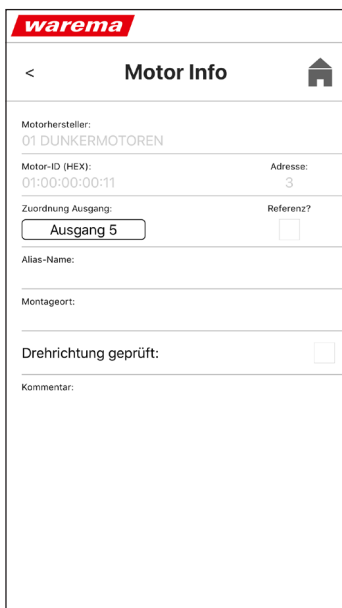 warema
< Motor Info
Motorhersteller:
01 DUNKERMOTOREN
Motor-ID (HEX): Adresse:
01:00:00:00:11 3
Zuordnung Ausgang: Referenz?
Ausgang 5
Alias-Name:
Montageort:
Drehrichtung geprüft:
Kommentar: